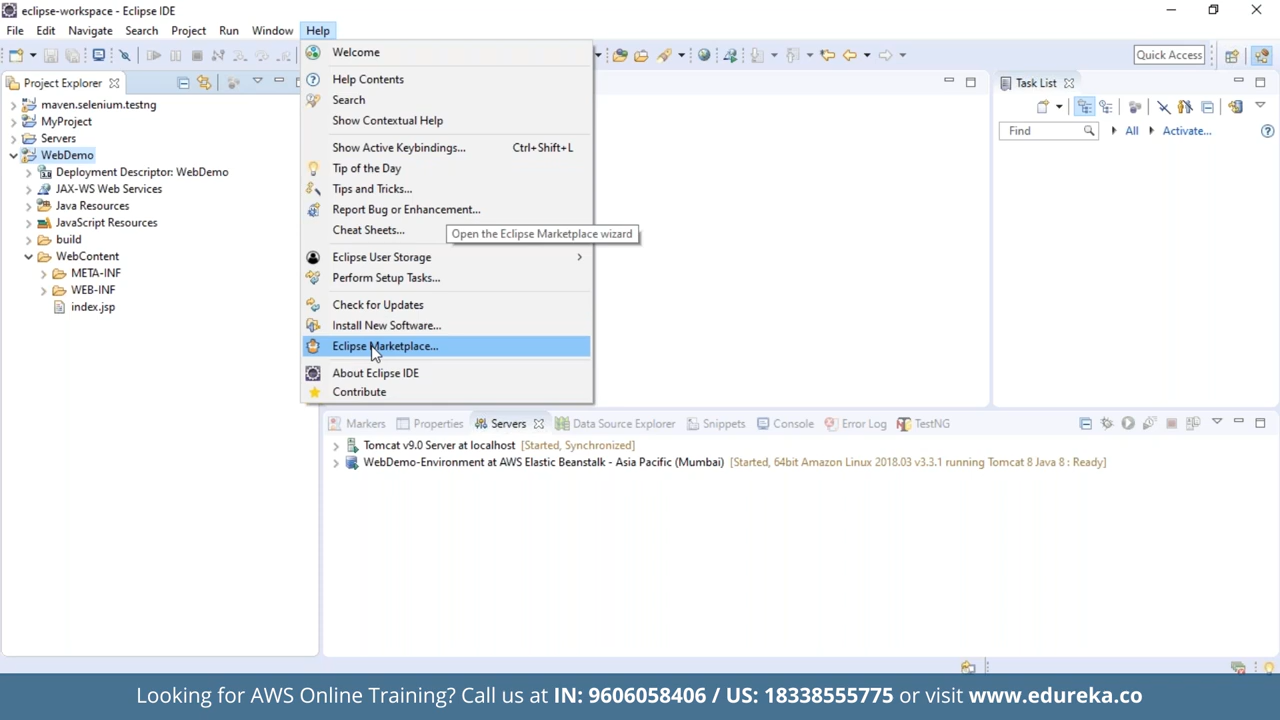 eclipse-workspace - Eclipse IDE
File Edit Navigate Search Project Run Window Help
Quick Access
Project Explorer
maven.selenium.testng
MyProject
Servers
WebDemo
Deployment Descriptor: WebDemo
JAX-WS Web Services
Java Resources
JavaScript Resources
build
WebContent
META-INF
WEB-INF
index.jsp
Welcome
Help Contents
Search
Show Contextual Help
Show Active Keybindings... Ctrl+Shift+L
Tip of the Day
Tips and Tricks...
Report Bug or Enhancement...
Cheat Sheets...
Open the Eclipse Marketplace wizard
Eclipse User Storage
Perform Setup Tasks...
Check for Updates
Install New Software...
Eclipse Marketplace...
About Eclipse IDE
Contribute
Task List
Find All Activate...
Markers Properties Servers Data Source Explorer Snippets Console Error Log TestNG
Tomcat v9.0 Server at localhost [Started, Synchronized]
WebDemo-Environment at AWS Elastic Beanstalk - Asia Pacific (Mumbai) [Started, 64bit Amazon Linux 2018.03 v3.3.1 running Tomcat 8 Java 8 : Ready]
Looking for AWS Online Training? Call us at IN: 9606058406 / US: 18338555775 or visit www.edureka.co